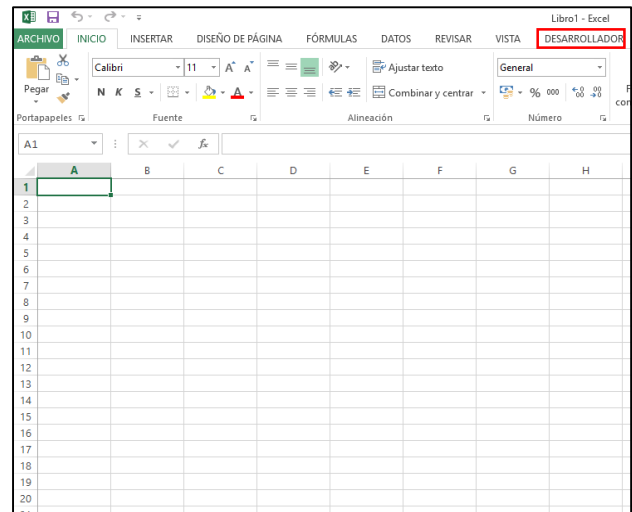 Libro1 - Excel
ARCHIVO INICIO INSERTAR DISEÑO DE PÁGINA FÓRMULAS DATOS REVISAR VISTA DESARROLLADOR
Calibri 11 A A Ajustar texto General
Pegar N K S A Combinar y centrar % 000
Portapapeles Fuente Alineación Número
A1 fx
A B C D E F G H
1
2
3
4
5
6
7
8
9
10
11
12
13
14
15
16
17
18
19
20